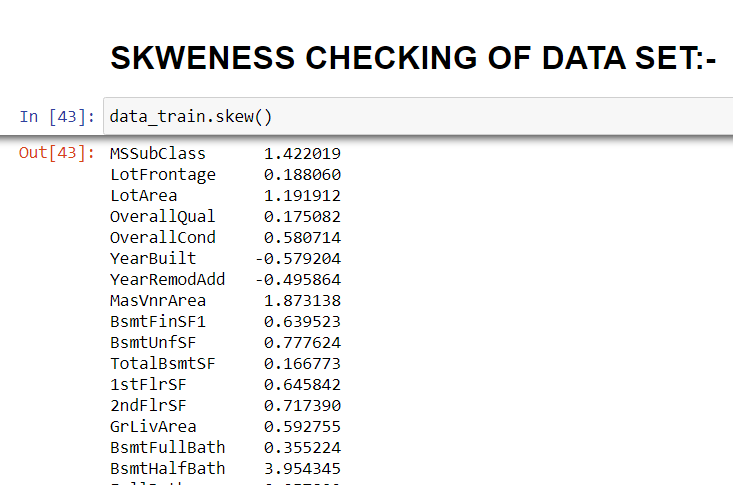 SKWENESS CHECKING OF DATA SET:-
In [43]: data_train.skew()
Out[43]: MSSubClass 1.422019
LotFrontage 0.188060
LotArea 1.191912
OverallQual 0.175082
OverallCond 0.580714
YearBuilt -0.579204
YearRemodAdd -0.495864
MasVnrArea 1.873138
BsmtFinSF1 0.639523
BsmtUnfSF 0.777624
TotalBsmtSF 0.166773
1stFlrSF 0.645842
2ndFlrSF 0.717390
GrLivArea 0.592755
BsmtFullBath 0.355224
BsmtHalfBath 3.954345